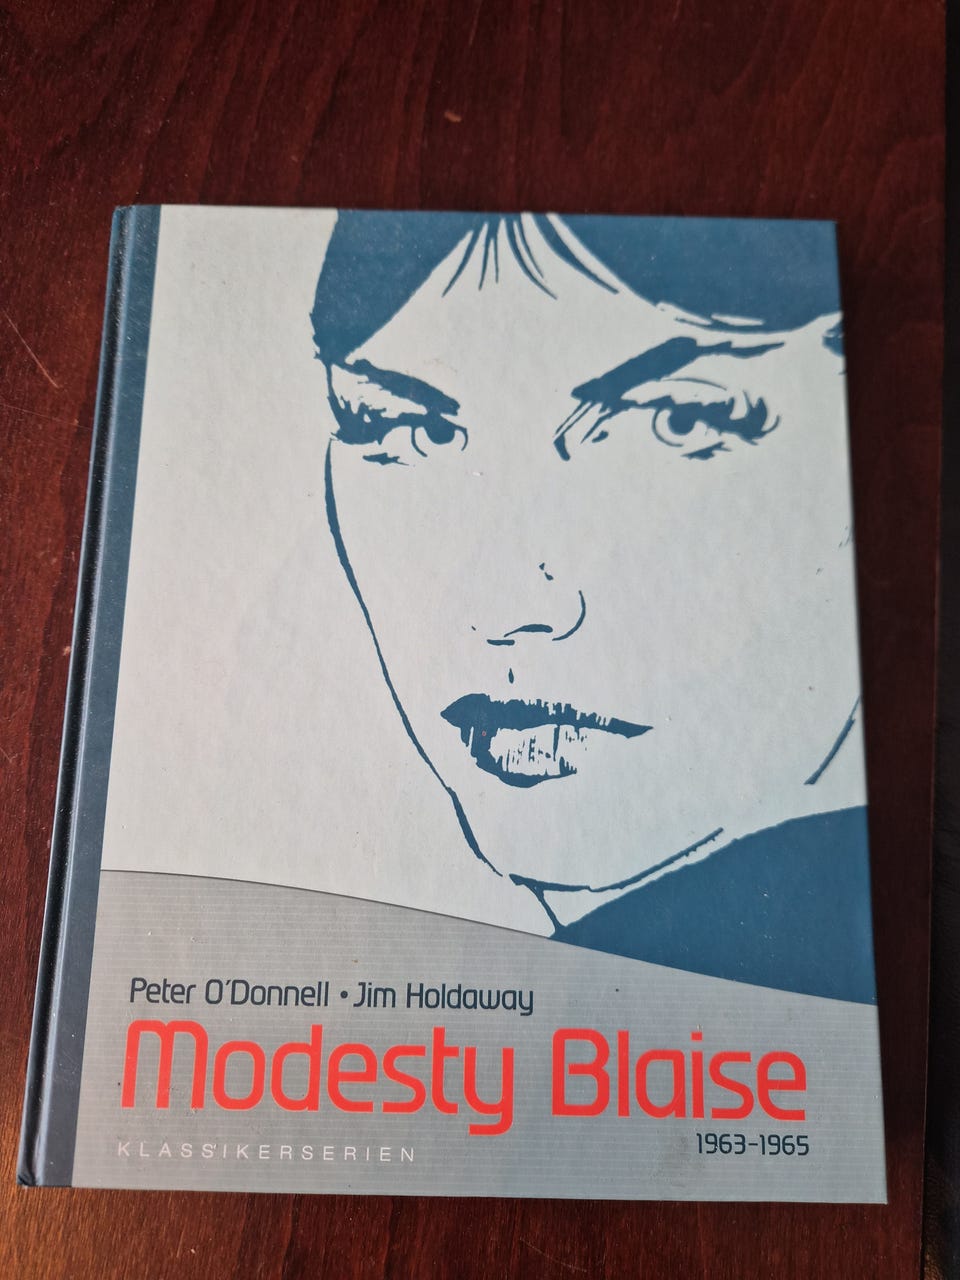 Peter O'Donnell • Jim Holdaway
Modesty Blaise
1963-1965
KLASSIKERSERIEN